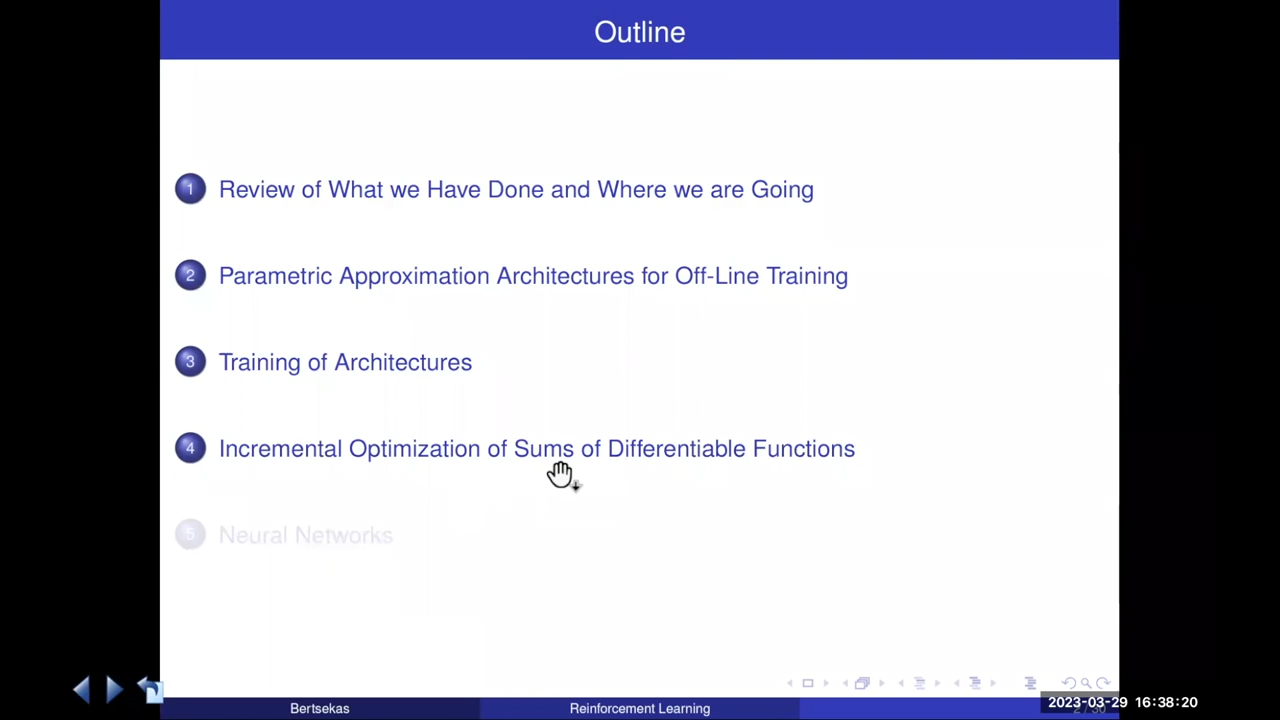 Outline
1 Review of What we Have Done and Where we are Going
2 Parametric Approximation Architectures for Off-Line Training
3 Training of Architectures
4 Incremental Optimization of Sums of Differentiable Functions
5 Neural Networks
Bertsekas
Reinforcement Learning
2023-03-29 16:38:20